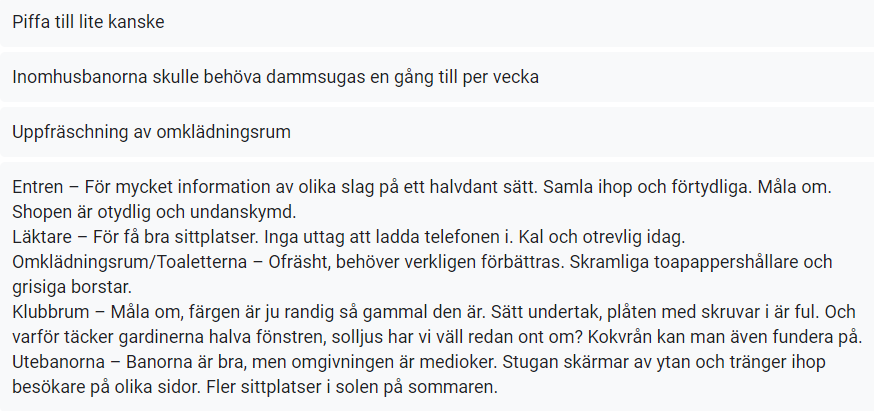 Piffa till lite kanske
Inomhusbanorna skulle behöva dammsugas en gång till per vecka
Uppfräschning av omklädningsrum
Entren – För mycket information av olika slag på ett halvdant sätt. Samla ihop och förtydliga. Måla om.
Shopen är otydlig och undanskymd.
Läktare – För få bra sittplatser. Inga uttag att ladda telefonen i. Kal och otrevlig idag.
Omklädningsrum/Toaletterna – Ofräsht, behöver verkligen förbättras. Skramliga toapappershållare och
grisiga borstar.
Klubbrum – Måla om, färgen är ju randig så gammal den är. Sätt undertak, plåten med skruvar i är ful. Och
varför täcker gardinerna halva fönstren, solljus har vi väll redan ont om? Kokvrån kan man även fundera på.
Utebanorna – Banorna är bra, men omgivningen är medioker. Stugan skärmar av ytan och tränger ihop
besökare på olika sidor. Fler sittplatser i solen på sommaren.